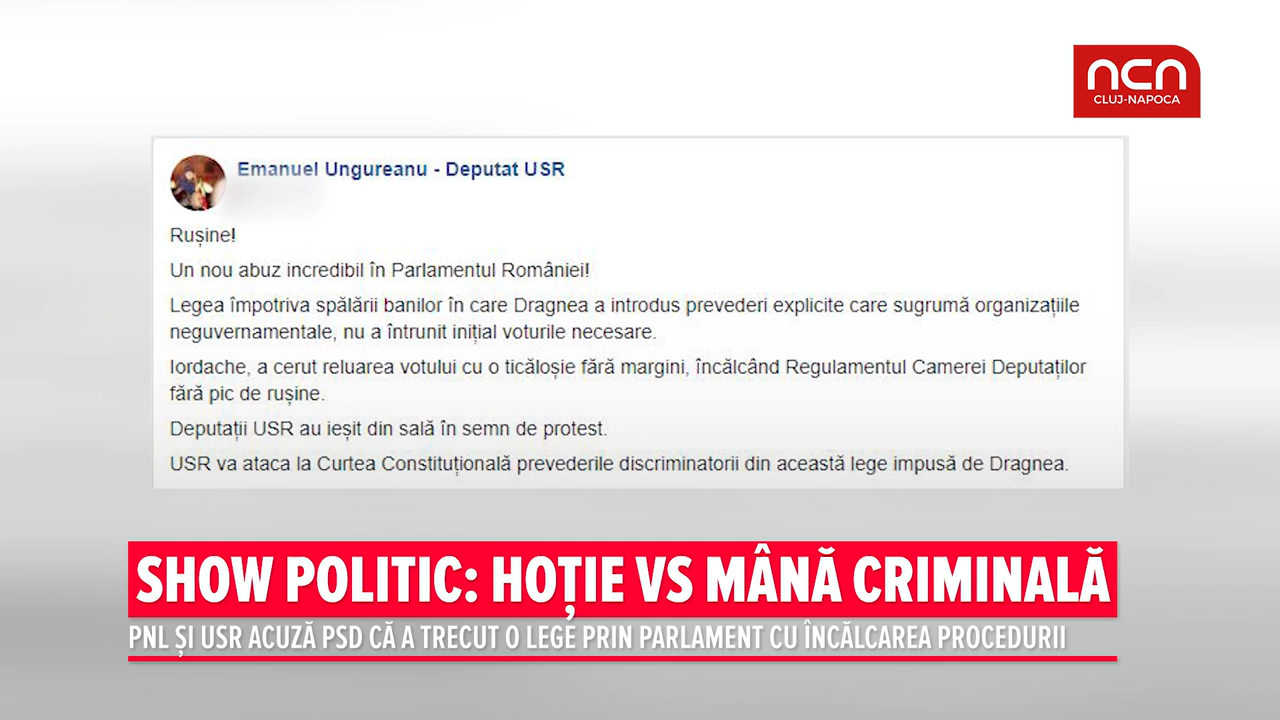 ncn
CLUJ-NAPOCA
Emanuel Ungureanu - Deputat USR
Rușine!
Un nou abuz incredibil în Parlamentul României!
Legea împotriva spălării banilor în care Dragnea a introdus prevederi explicite care sugrumă organizațiile
neguvernamentale, nu a întrunit inițial voturile necesare.
Iordache, a cerut reluarea votului cu o ticăloșie fără margini, încălcând Regulamentul Camerei Deputaților
fără pic de rușine.
Deputații USR au ieșit din sală în semn de protest.
USR va ataca la Curtea Constituțională prevederile discriminatorii din această lege impusă de Dragnea.
SHOW POLITIC: HOȚIE VS MÂNĂ CRIMINALĂ
PNL ȘI USR ACUZĂ PSD CĂ A TRECUT O LEGE PRIN PARLAMENT CU ÎNCĂLCAREA PROCEDURII